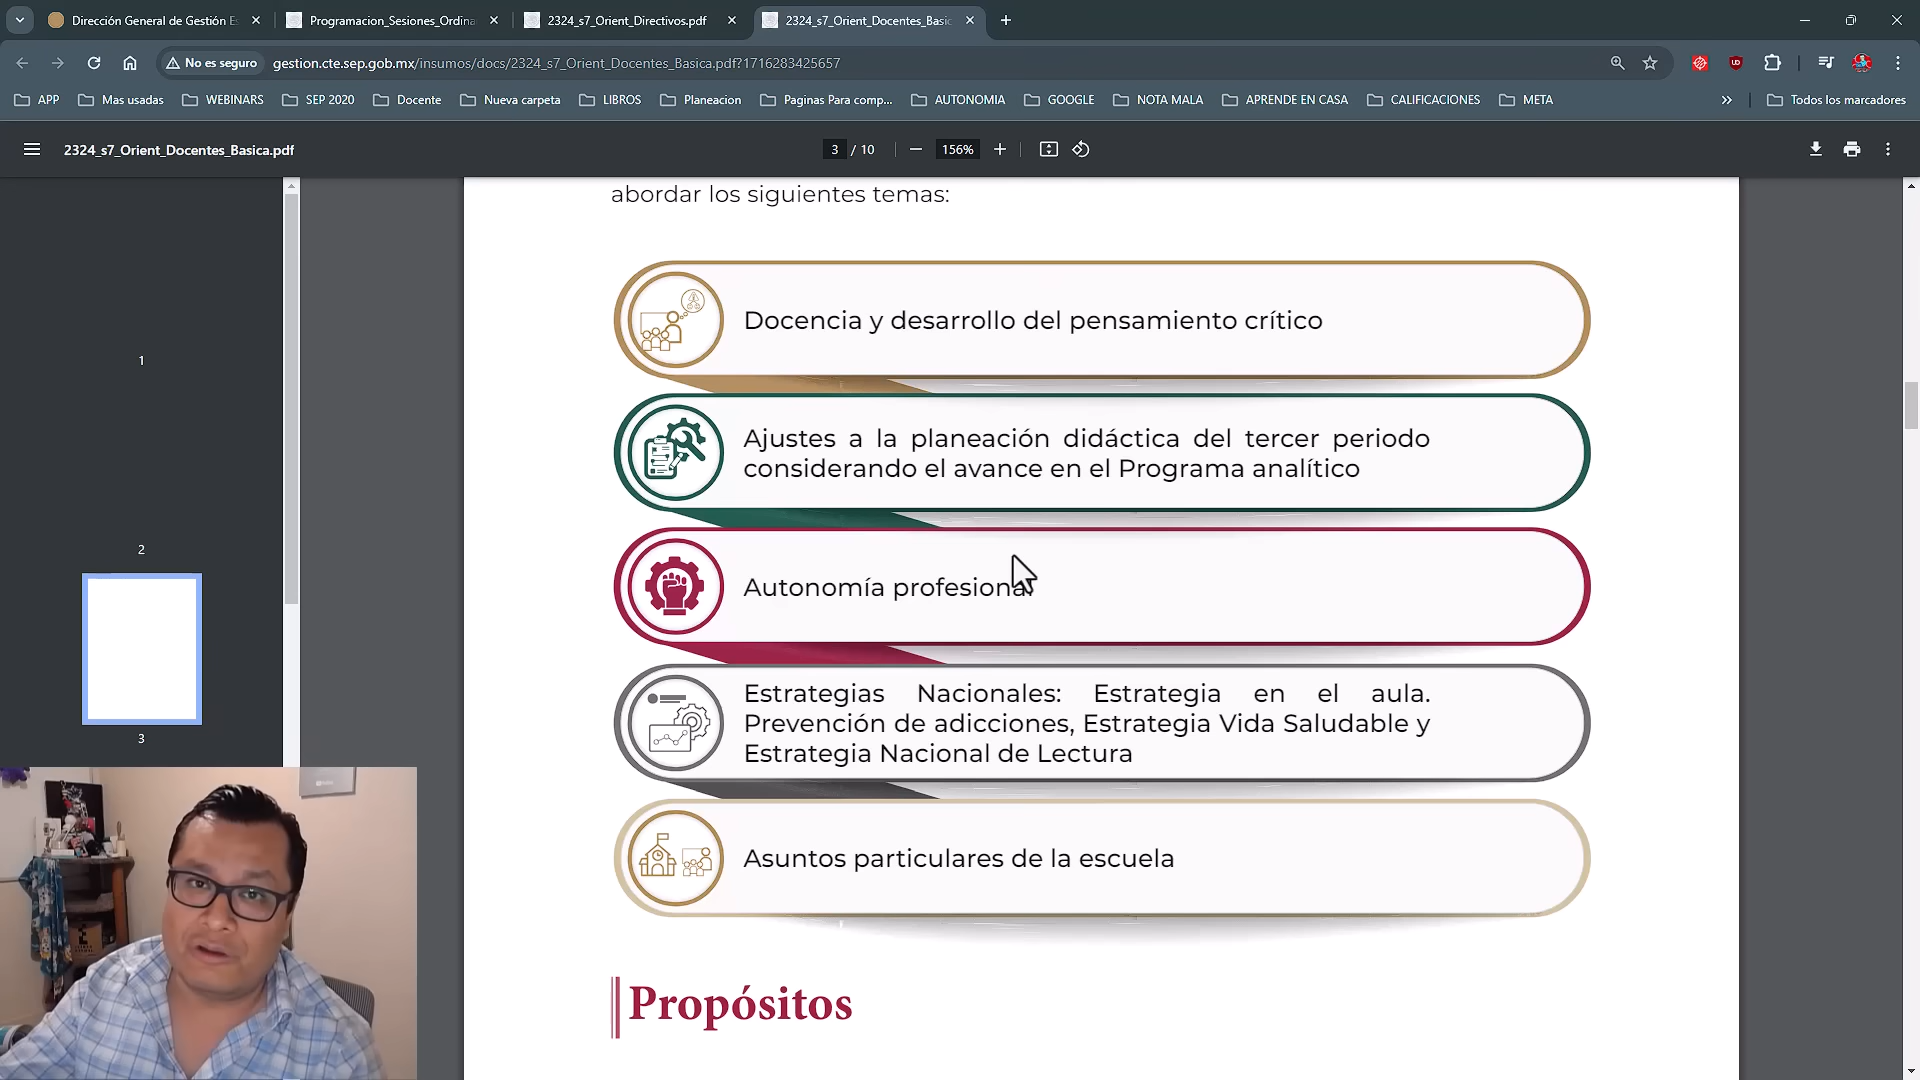 Dirección General de Gestión E
Programacion_Sesiones_Ordina
2324_s7_Orient_Directivos.pdf
2324_s7_Orient_Docentes_Basic
No es seguro
gestion.cte.sep.gob.mx/insumos/docs/2324_s7_Orient_Docentes_Basica.pdf?1716283425657
APP
Mas usadas
WEBINARS
SEP 2020
Docente
Nueva carpeta
LIBROS
Planeacion
Paginas Para comp...
AUTONOMIA
GOOGLE
NOTA MALA
APRENDE EN CASA
CALIFICACIONES
META
Todos los marcadores
2324_s7_Orient_Docentes_Basica.pdf
3 / 10
156%
1
2
3
abordar los siguientes temas:
Docencia y desarrollo del pensamiento crítico
Ajustes a la planeación didáctica del tercer periodo
considerando el avance en el Programa analítico
Autonomía profesional
Estrategias Nacionales: Estrategia en el aula.
Prevención de adicciones, Estrategia Vida Saludable y
Estrategia Nacional de Lectura
Asuntos particulares de la escuela
Propósitos